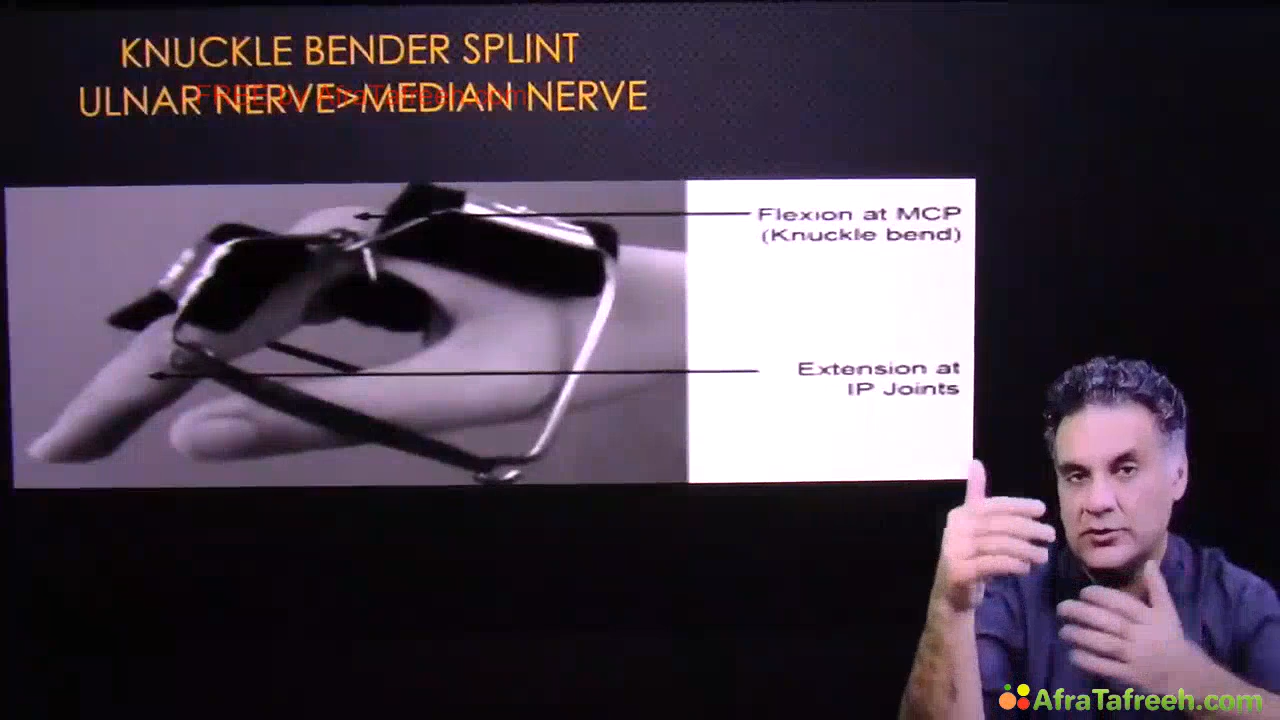 KNUCKLE BENDER SPLINT
ULNAR NERVE>MEDIAN NERVE
Flexion at MCP
(Knuckle bend)
Extension at
IP Joints
AfraTafreeh.com